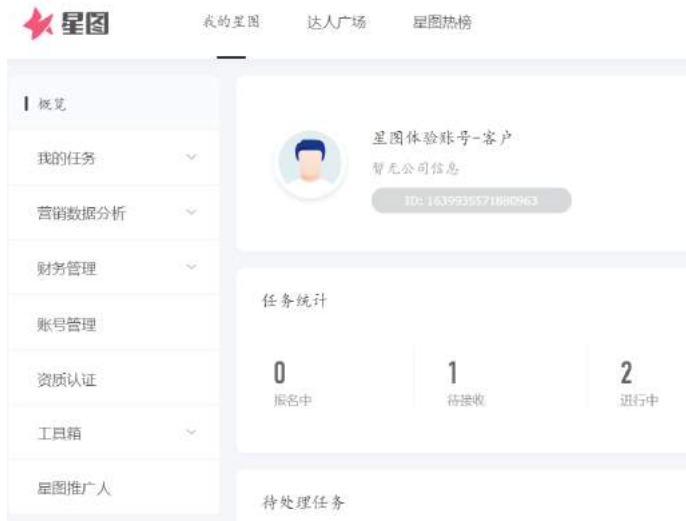 星图
我的星图 达人广场 星图热榜
概览
我的任务
营销数据分析
财务管理
账号管理
资质认证
工具箱
星图推广人
星图体验账号-客户
暂无公司信息
ID: 1639935571880963
任务统计
0 1 2
报名中 待接收 进行中
待处理任务